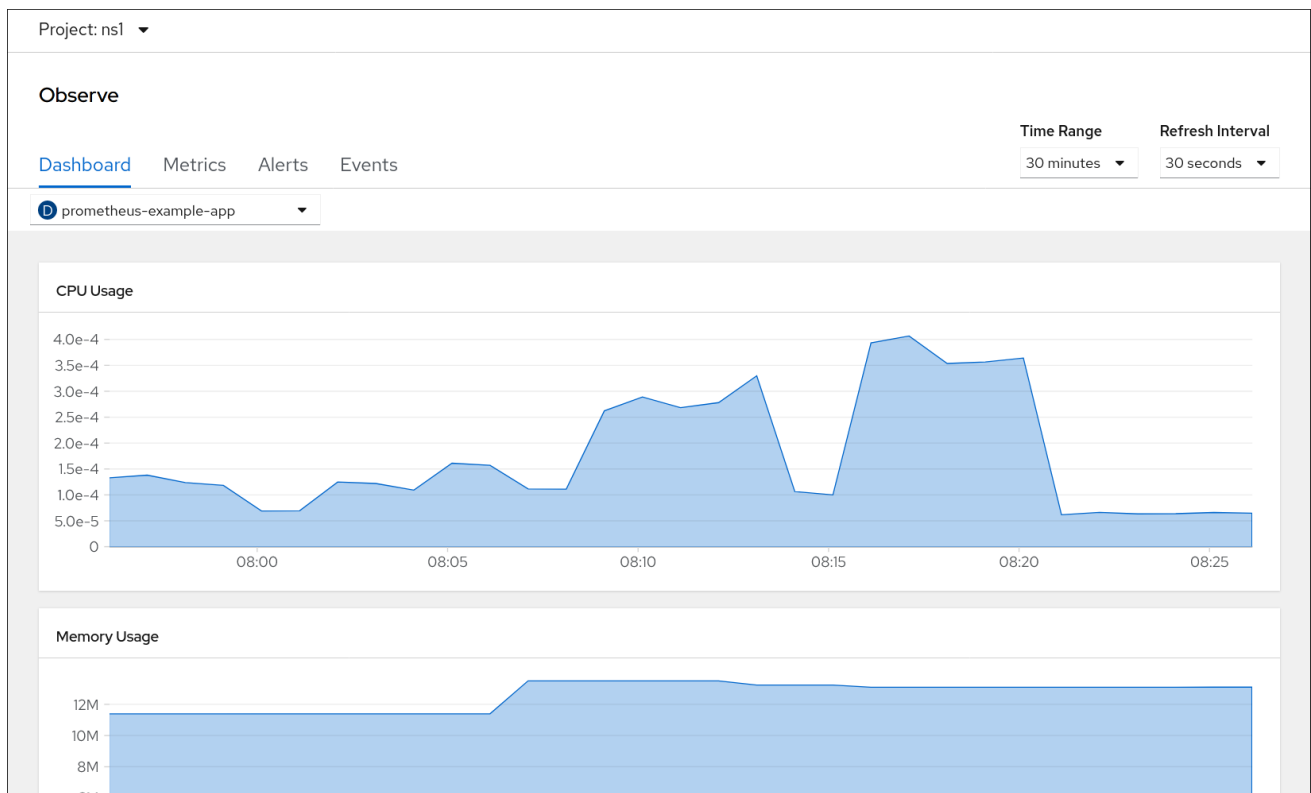 Project: ns1
Observe
Time Range
Refresh Interval
Dashboard
Metrics
Alerts
Events
30 minutes
30 seconds
D prometheus-example-app
CPU Usage
4.0e-4
3.5e-4
3.0e-4
2.5e-4
2.0e-4
1.5e-4
1.0e-4
5.0e-5
0
08:00
08:05
08:10
08:15
08:20
08:25
Memory Usage
12M
10M
8M